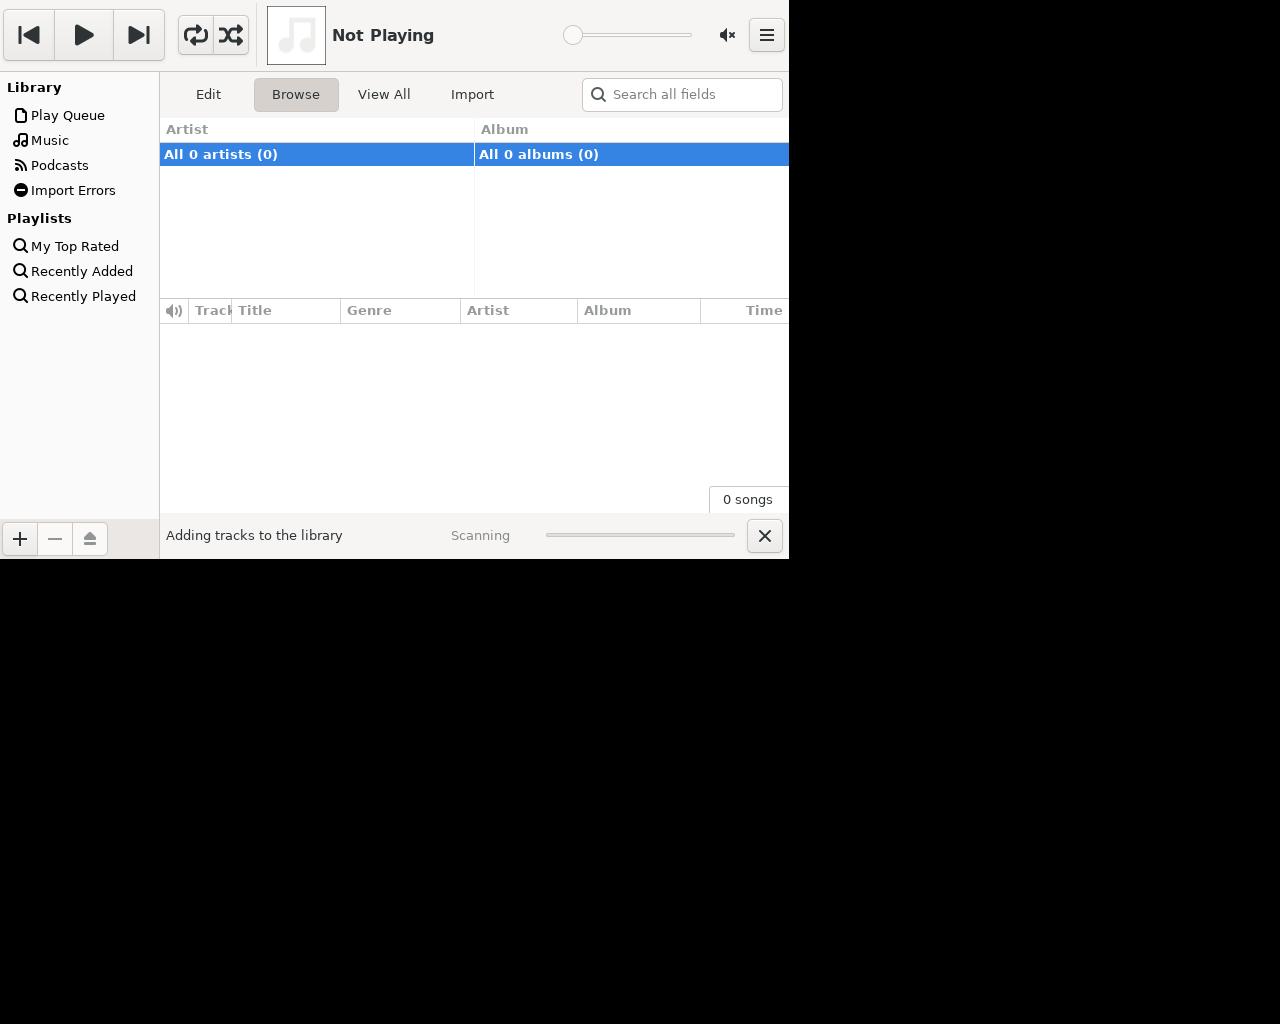 Not Playing
Library
Play Queue
Music
Podcasts
Import Errors
Playlists
My Top Rated
Recently Added
Recently Played
Edit
Browse
View All
Import
Search all fields
Artist
Album
All 0 artists (0)
All 0 albums (0)
Track
Title
Genre
Artist
Album
Time
0 songs
Adding tracks to the library
Scanning